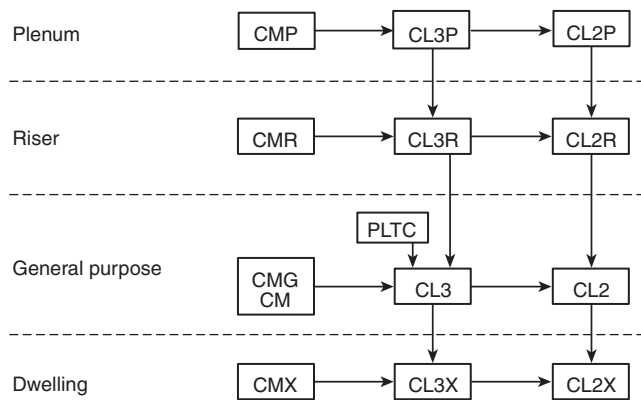 Plenum
CMP
CL3P
CL2P
Riser
CMR
CL3R
CL2R
PLTC
General purpose
CMG
CM
CL3
CL2
Dwelling
CMX
CL3X
CL2X